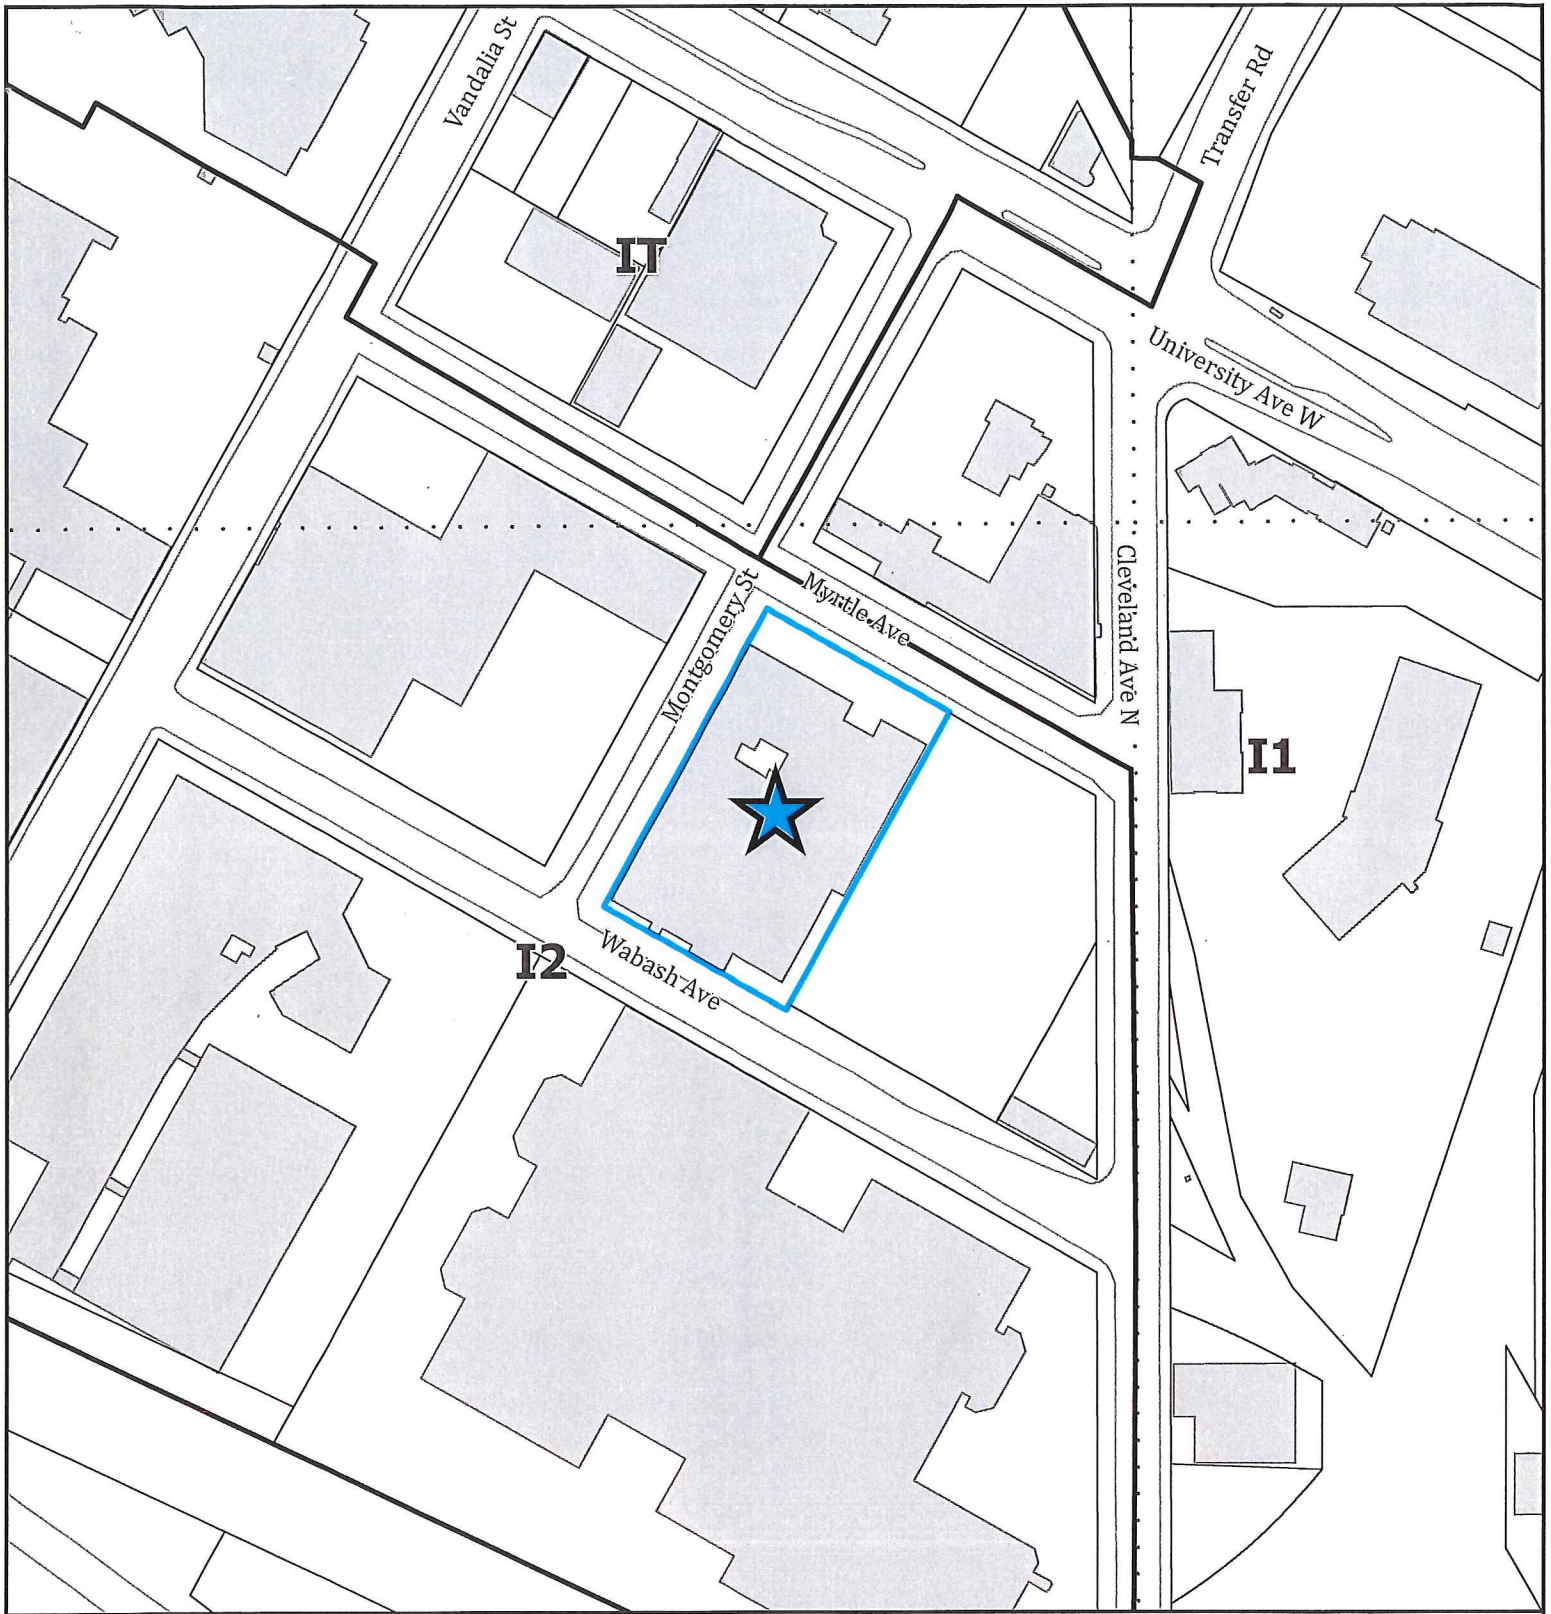 Vandalia St
Transfer Rd
IT
University Ave W
Myrtle Ave
Montgomery St
Cleveland Ave N
I1
I2
Wabash Ave